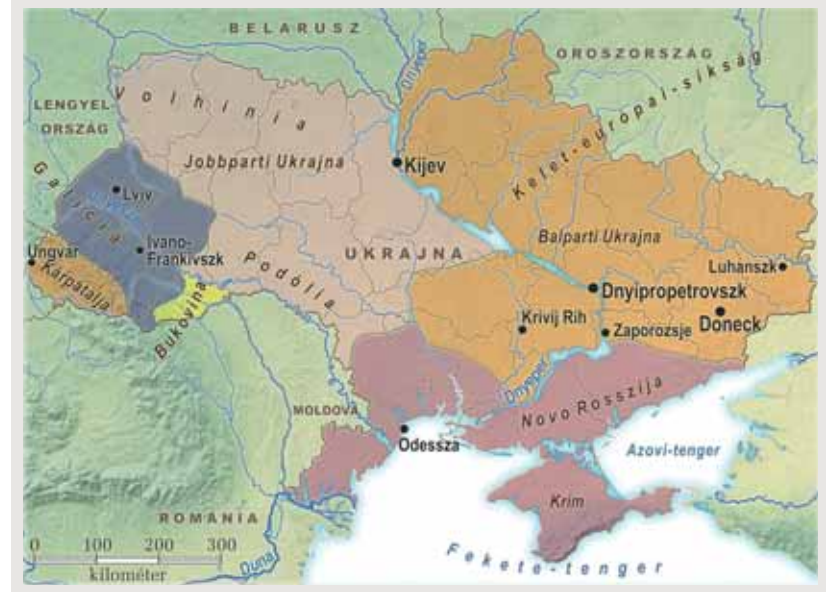 BELARUSZ
Dnyeper
OROSZORSZÁG
Kelet-európai-síkság
Volhínia
LENGYEL
ORSZÁG
Jobbparti Ukrajna
Kijev
Galícia
Lviv
Ivano-
Frankivszk
Ungvár
Kárpátalja
Bukovina
Podólia
UKRAJNA
Balparti Ukrajna
Luhanszk
Dnyipropetrovszk
Krivij Rih
Zaporozsje
Doneck
Dnyeper
Novo Rosszija
MOLDOVA
Odessza
Azovi-tenger
Krim
ROMÁNIA
Duna
Fekete-tenger
0 100 200 300
kilométer